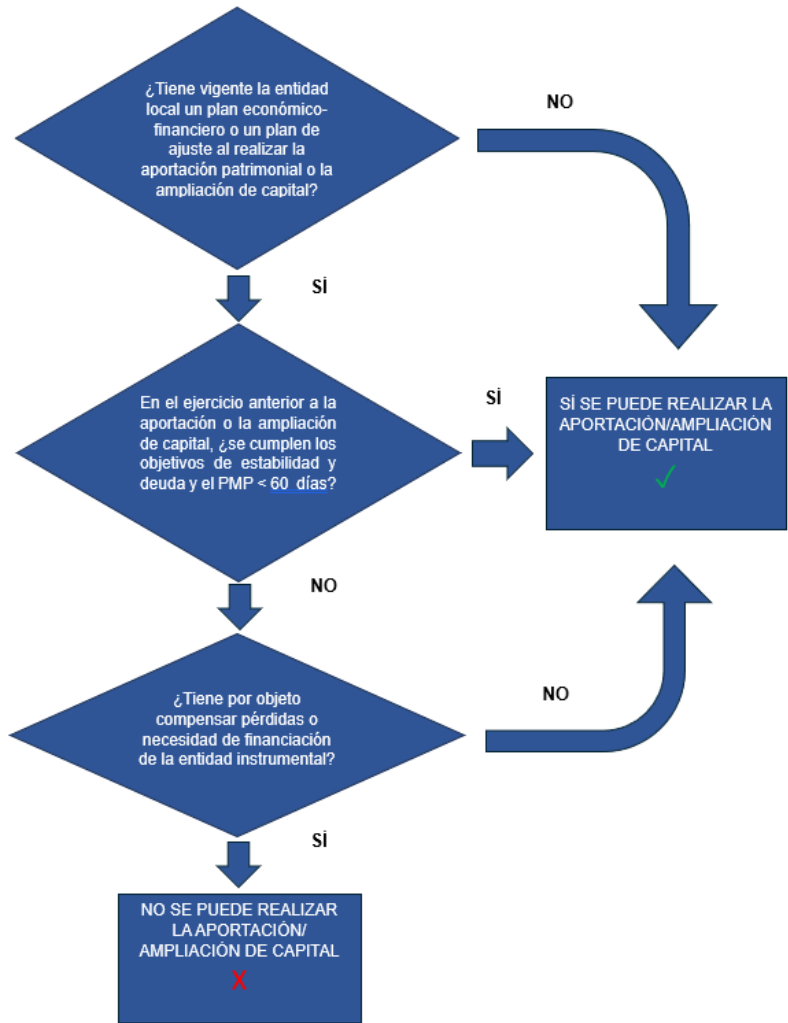 ¿Tiene vigente la entidad
local un plan económico-
financiero o un plan de
ajuste al realizar la
aportación patrimonial o la
ampliación de capital?
NO
SÍ
En el ejercicio anterior a la
aportación o la ampliación
de capital, ¿se cumplen los
objetivos de estabilidad y
deuda y el PMP < 60 días?
SÍ
SÍ SE PUEDE REALIZAR LA
APORTACIÓN/AMPLIACIÓN
DE CAPITAL
NO
¿Tiene por objeto
compensar pérdidas o
necesidad de financiación
de la entidad instrumental?
NO
SÍ
NO SE PUEDE REALIZAR
LA APORTACIÓN/
AMPLIACIÓN DE CAPITAL
X